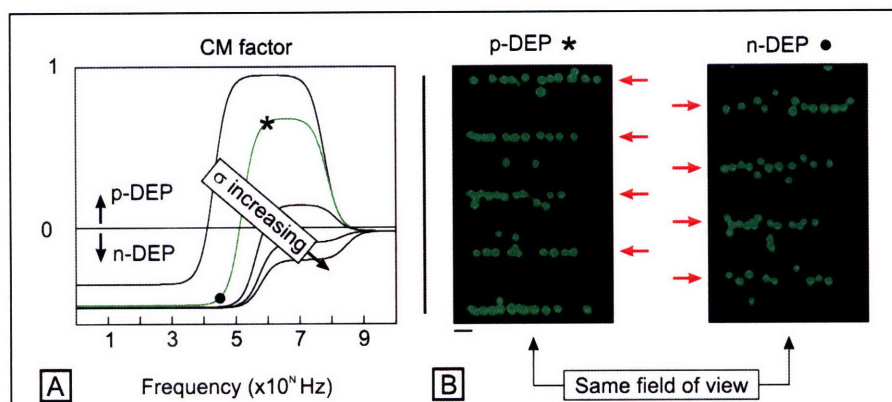 CM factor
1
p-DEP
0
n-DEP
σ increasing
1 3 5 7 9
A
Frequency (x10ᴺ Hz)
p-DEP *
n-DEP ●
B
Same field of view